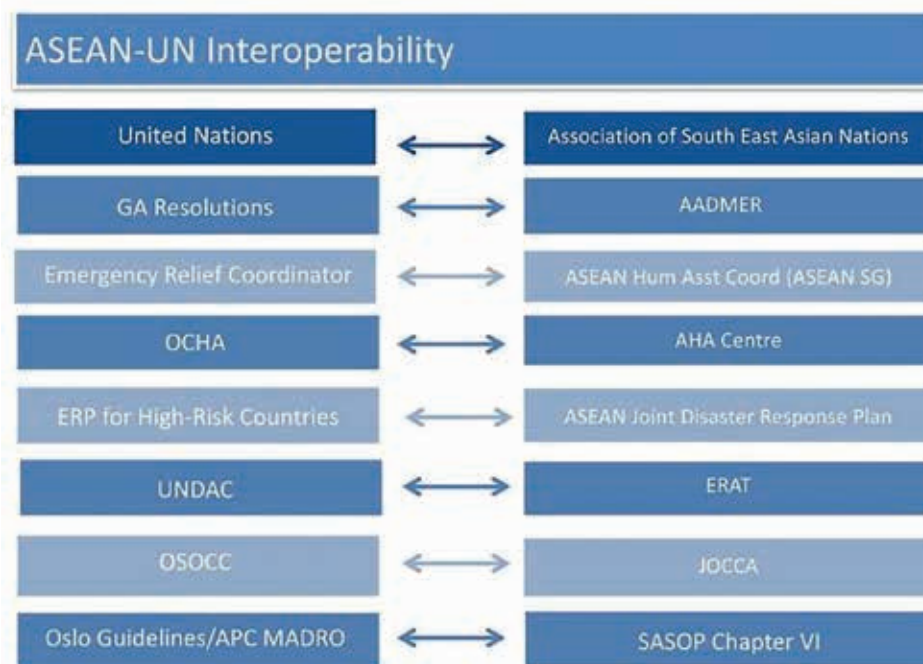 ASEAN-UN Interoperability
United Nations
Association of South East Asian Nations
GA Resolutions
AADMER
Emergency Relief Coordinator
ASEAN Hum Asst Coord (ASEAN SG)
OCHA
AHA Centre
ERP for High-Risk Countries
ASEAN Joint Disaster Response Plan
UNDAC
ERAT
OSOCC
JOCCA
Oslo Guidelines/APC MADRO
SASOP Chapter VI